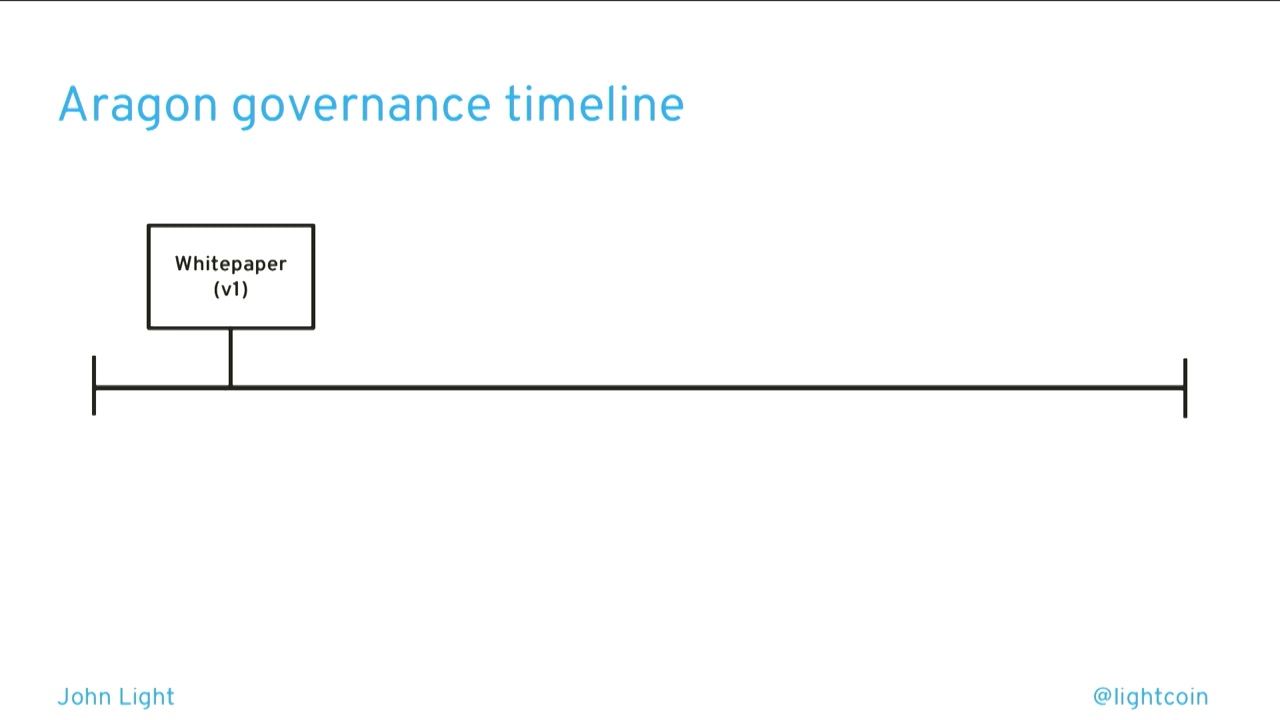 Aragon governance timeline
Whitepaper
(v1)
John Light
@lightcoin